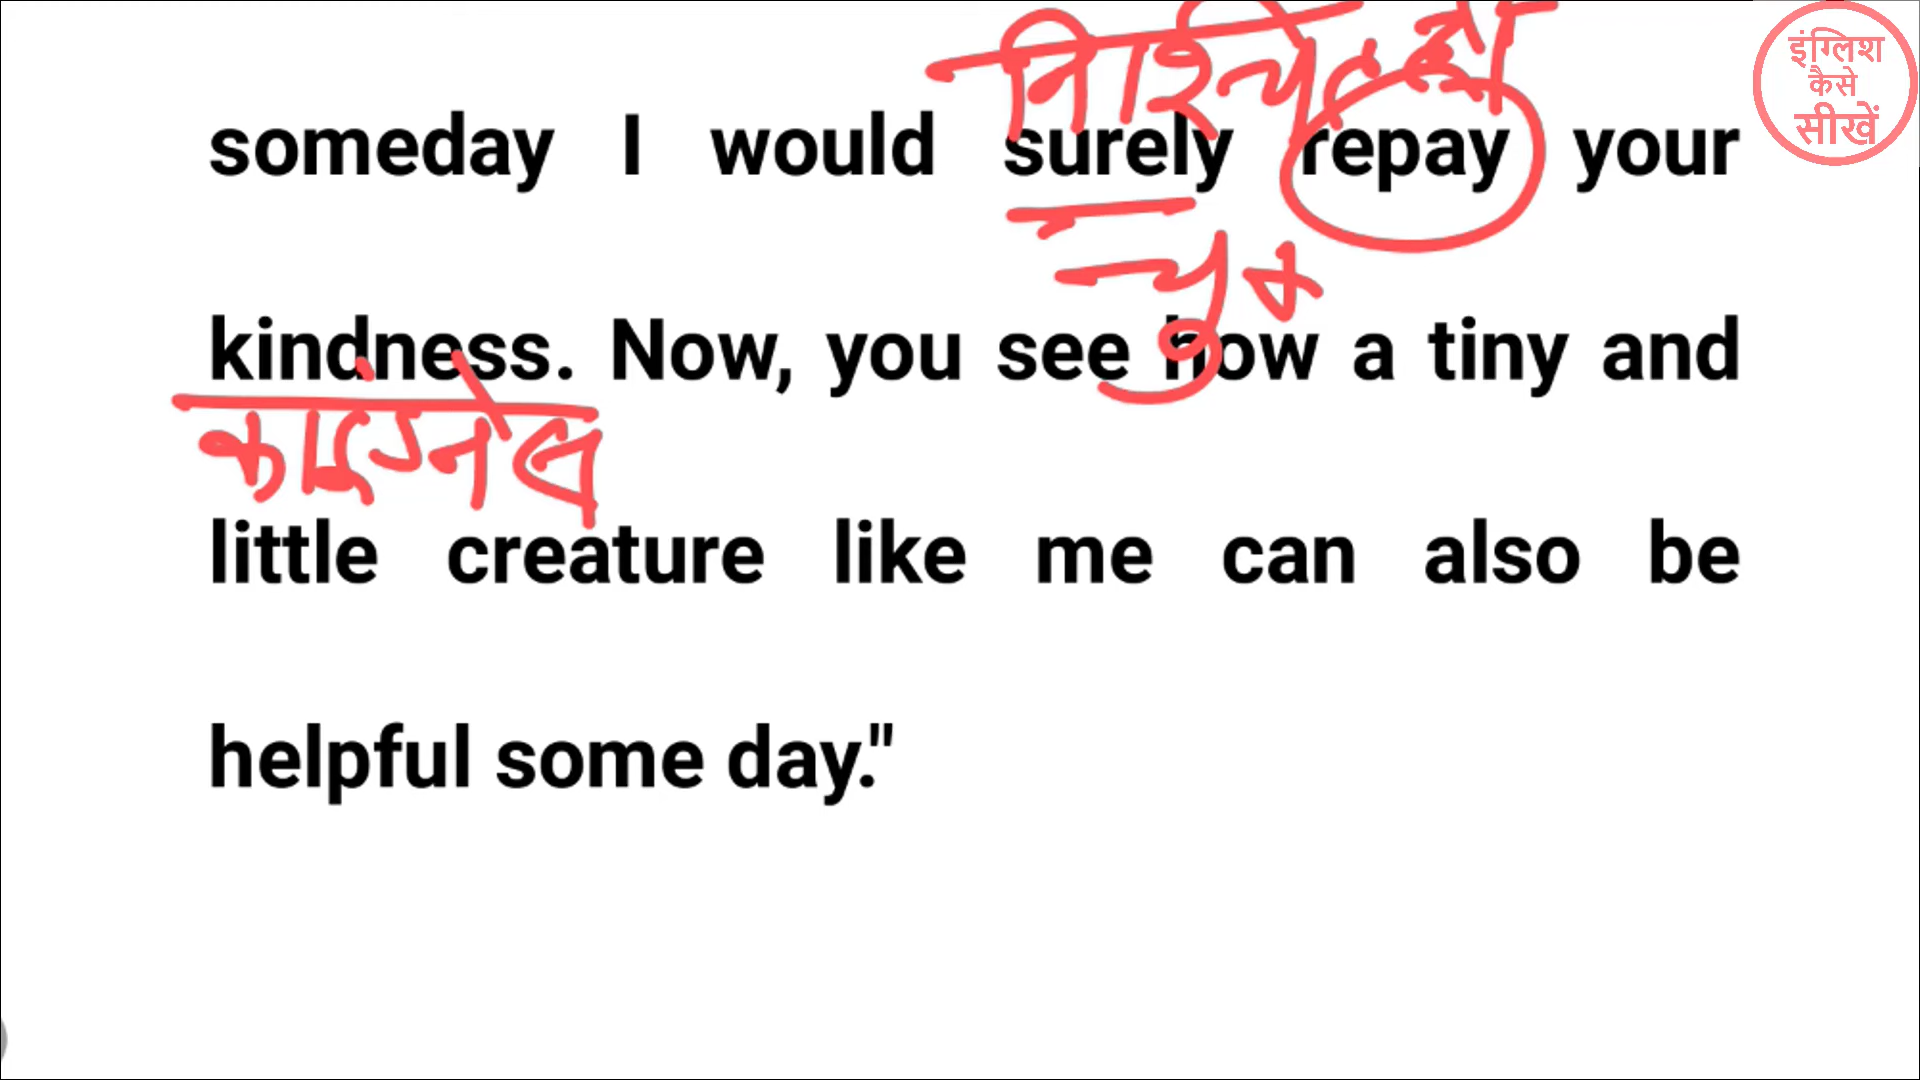 निश्चित ही
इंग्लिश
कैसे
सीखें
someday I would surely repay your
kindness. Now, you see how a tiny and
काइंडनेस
little creature like me can also be
helpful some day."